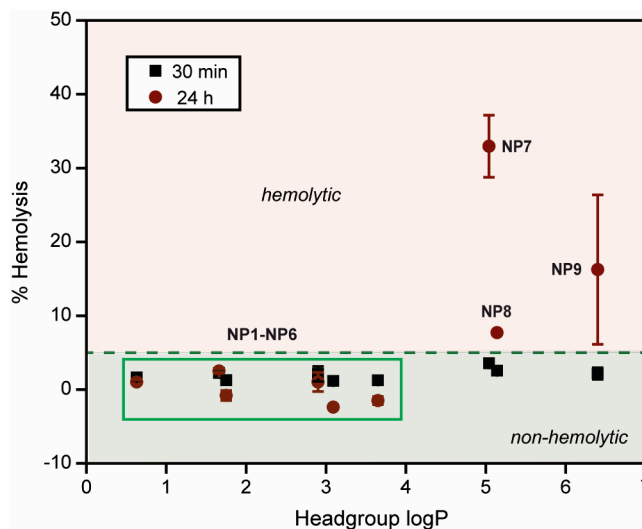 50
40
30
20
10
0
-10
% Hemolysis
30 min
24 h
NP7
hemolytic
NP9
NP8
NP1-NP6
non-hemolytic
0 1 2 3 4 5 6 7
Headgroup logP